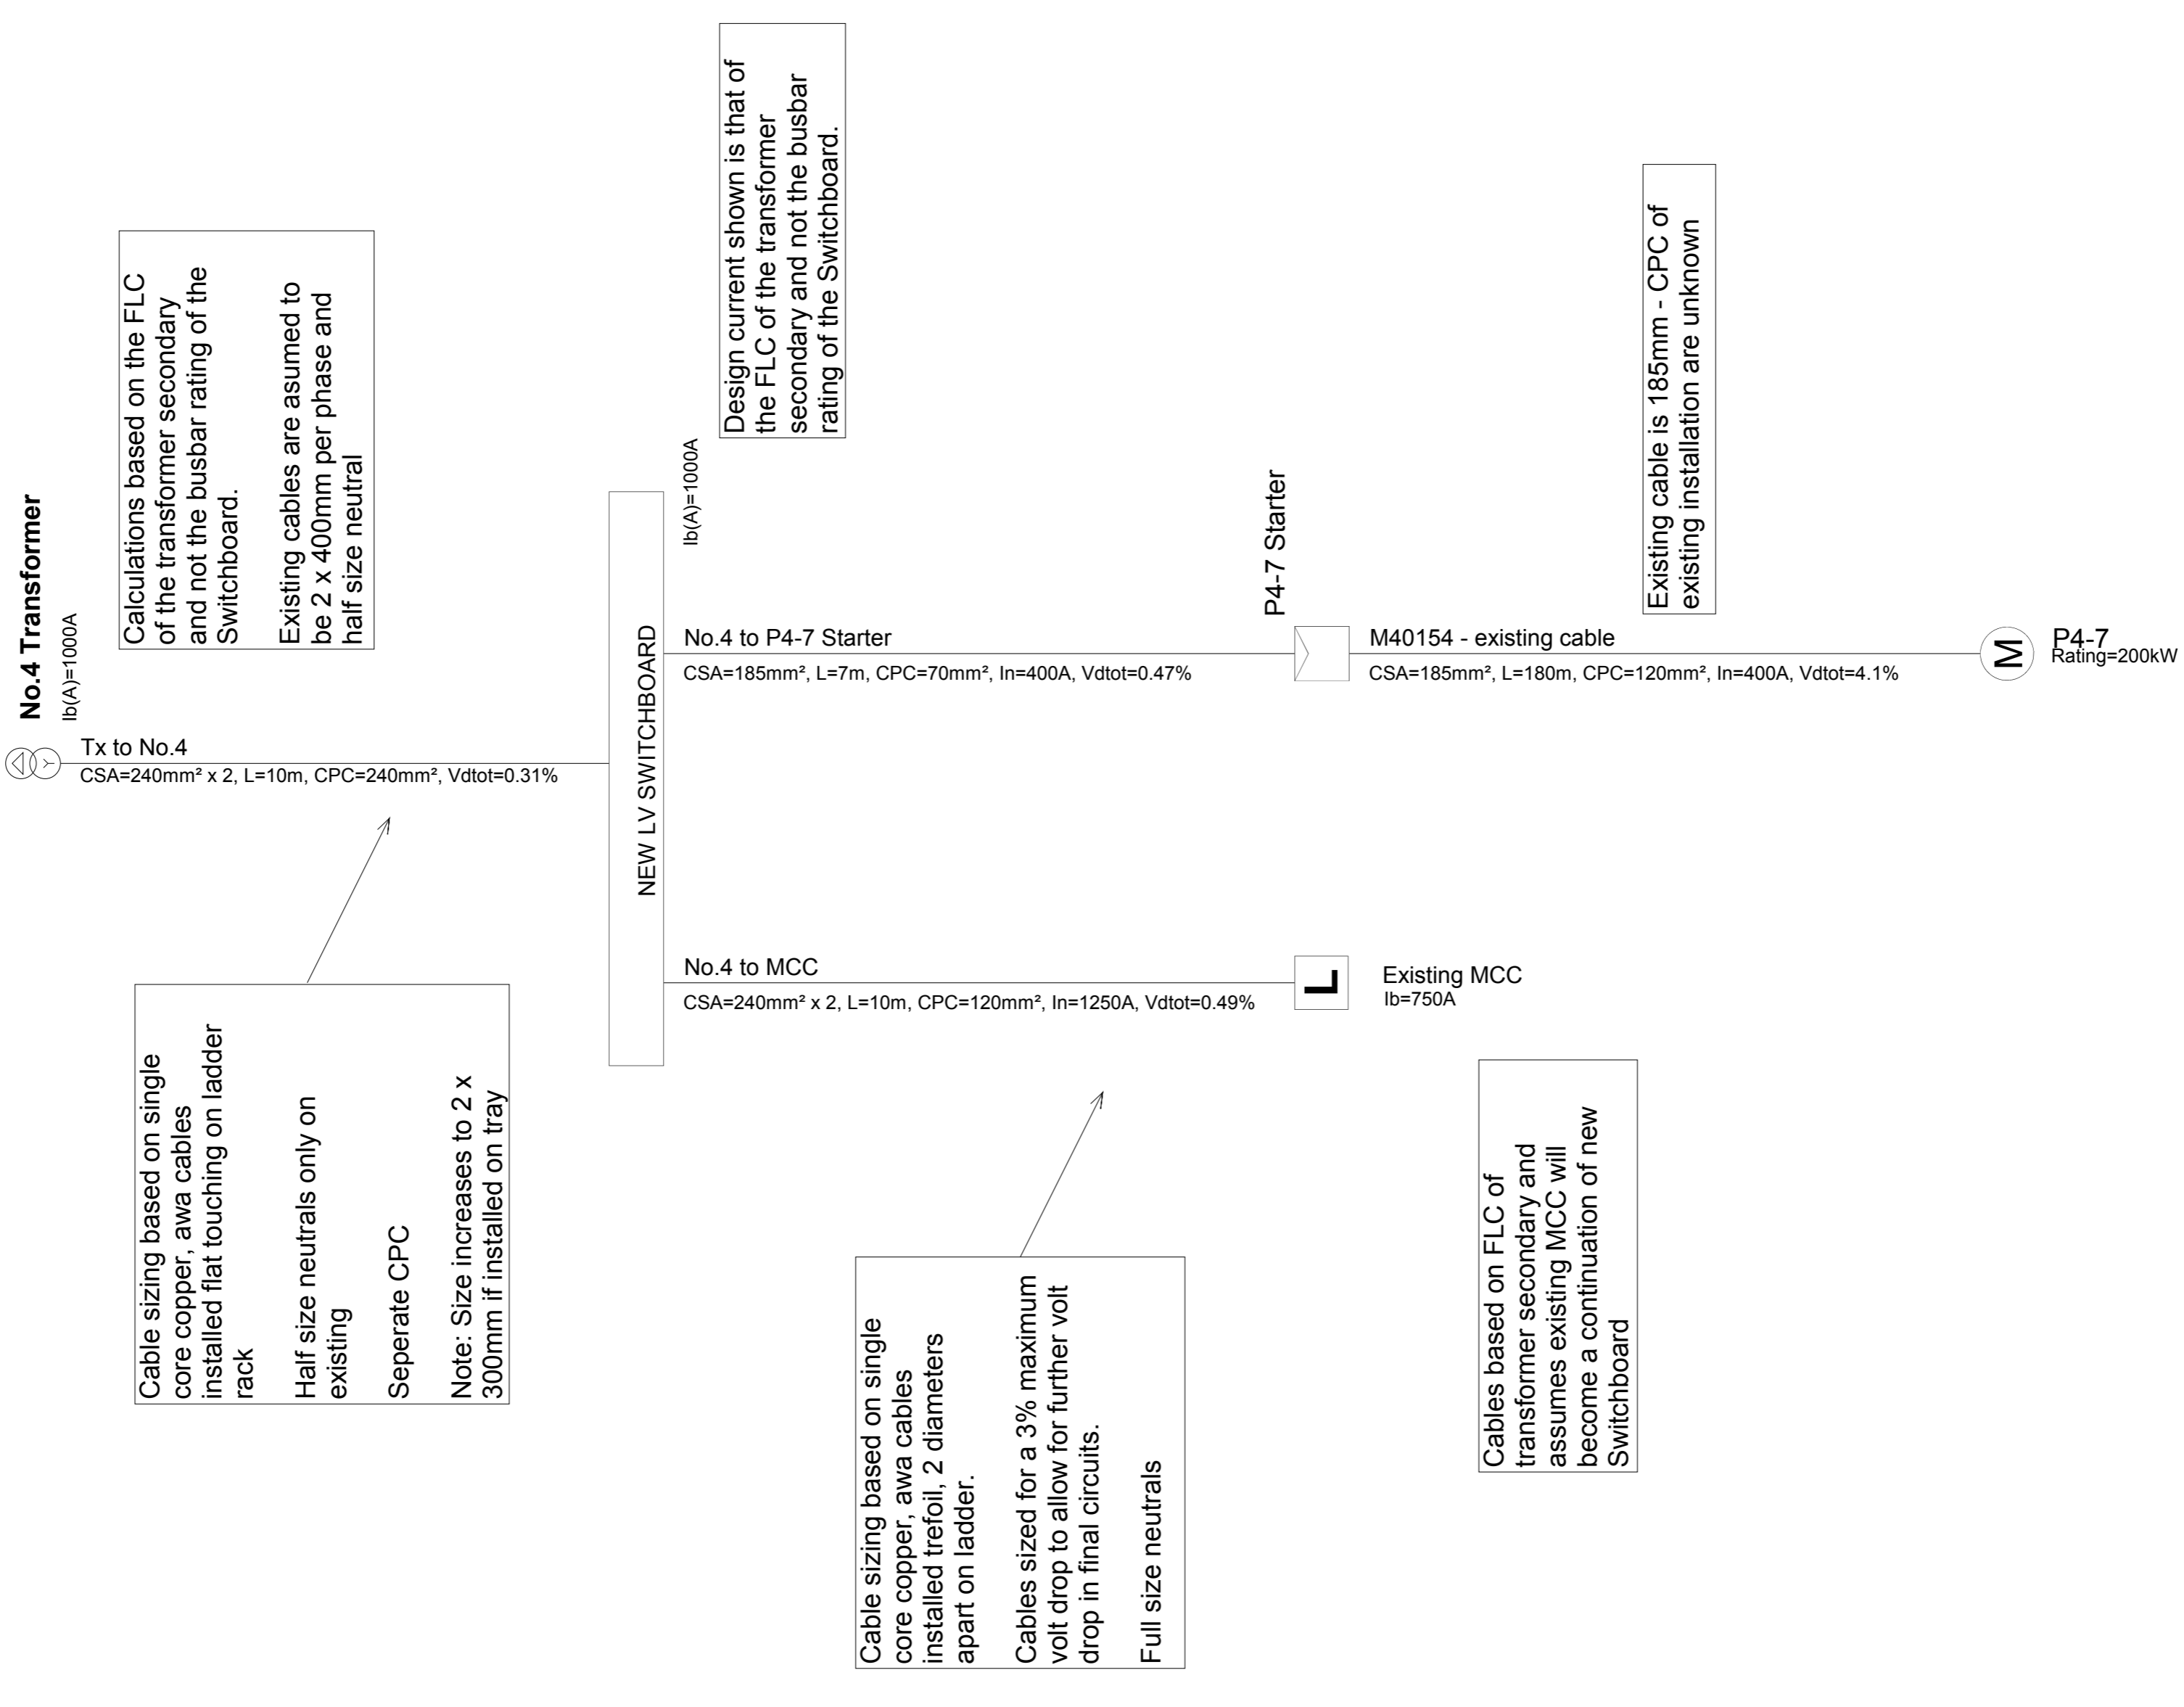 No.4 Transformer
Ib(A)=1000A
Calculations based on the FLC
of the transformer secondary
and not the busbar rating of the
Switchboard.
Existing cables are asumed to
be 2 x 400mm per phase and
half size neutral
Tx to No.4
CSA=240mm² x 2, L=10m, CPC=240mm², Vdtot=0.31%
Cable sizing based on single
core copper, awa cables
installed flat touching on ladder
rack
Half size neutrals only on
existing
Seperate CPC
Note: Size increases to 2 x
300mm if installed on tray
NEW LV SWITCHBOARD
Ib(A)=1000A
Design current shown is that of
the FLC of the transformer
secondary and not the busbar
rating of the Switchboard.
No.4 to P4-7 Starter
CSA=185mm², L=7m, CPC=70mm², In=400A, Vdtot=0.47%
P4-7 Starter
M40154 - existing cable
CSA=185mm², L=180m, CPC=120mm², In=400A, Vdtot=4.1%
Existing cable is 185mm - CPC of
existing installation are unknown
M
P4-7
Rating=200kW
No.4 to MCC
CSA=240mm² x 2, L=10m, CPC=120mm², In=1250A, Vdtot=0.49%
L
Existing MCC
Ib=750A
Cable sizing based on single
core copper, awa cables
installed trefoil, 2 diameters
apart on ladder.
Cables sized for a 3% maximum
volt drop to allow for further volt
drop in final circuits.
Full size neutrals
Cables based on FLC of
transformer secondary and
assumes existing MCC will
become a continuation of new
Switchboard